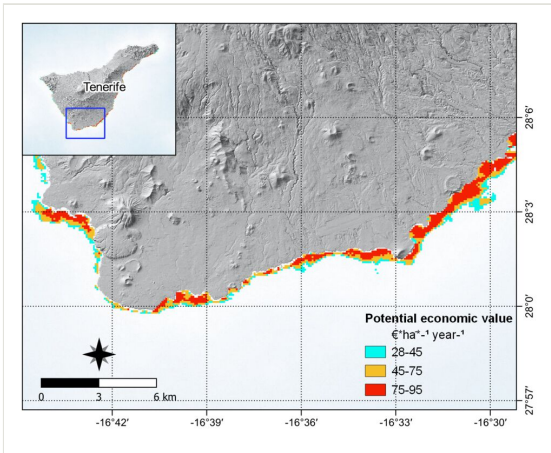 Tenerife
28°6'
28°3'
28°0'
27°57'
Potential economic value
€*ha*-¹ year-¹
28-45
45-75
75-95
0 3 6 km
-16°42' -16°39' -16°36' -16°33' -16°30'